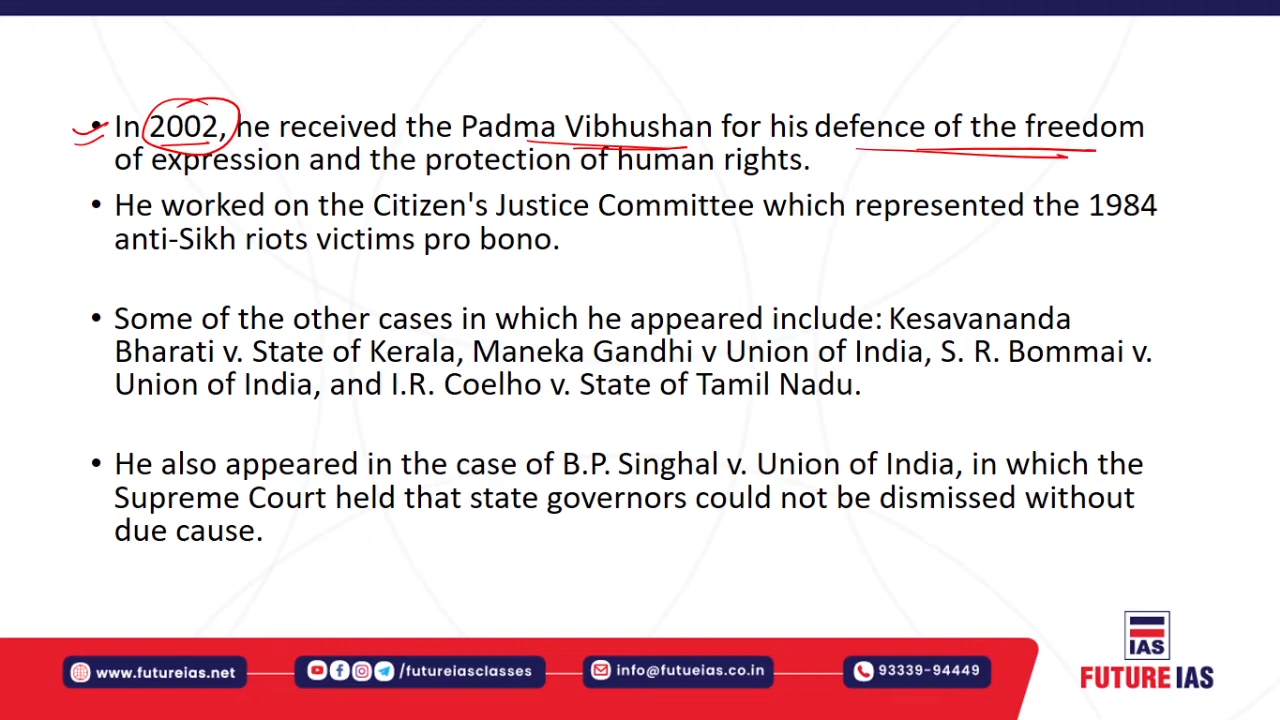 • In 2002, he received the Padma Vibhushan for his defence of the freedom
of expression and the protection of human rights.
• He worked on the Citizen's Justice Committee which represented the 1984
anti-Sikh riots victims pro bono.
• Some of the other cases in which he appeared include: Kesavananda
Bharati v. State of Kerala, Maneka Gandhi v Union of India, S. R. Bommai v.
Union of India, and I.R. Coelho v. State of Tamil Nadu.
• He also appeared in the case of B.P. Singhal v. Union of India, in which the
Supreme Court held that state governors could not be dismissed without
due cause.
IAS
FUTURE IAS
www.futureias.net
/futureiasclasses
info@futueias.co.in
93339-94449